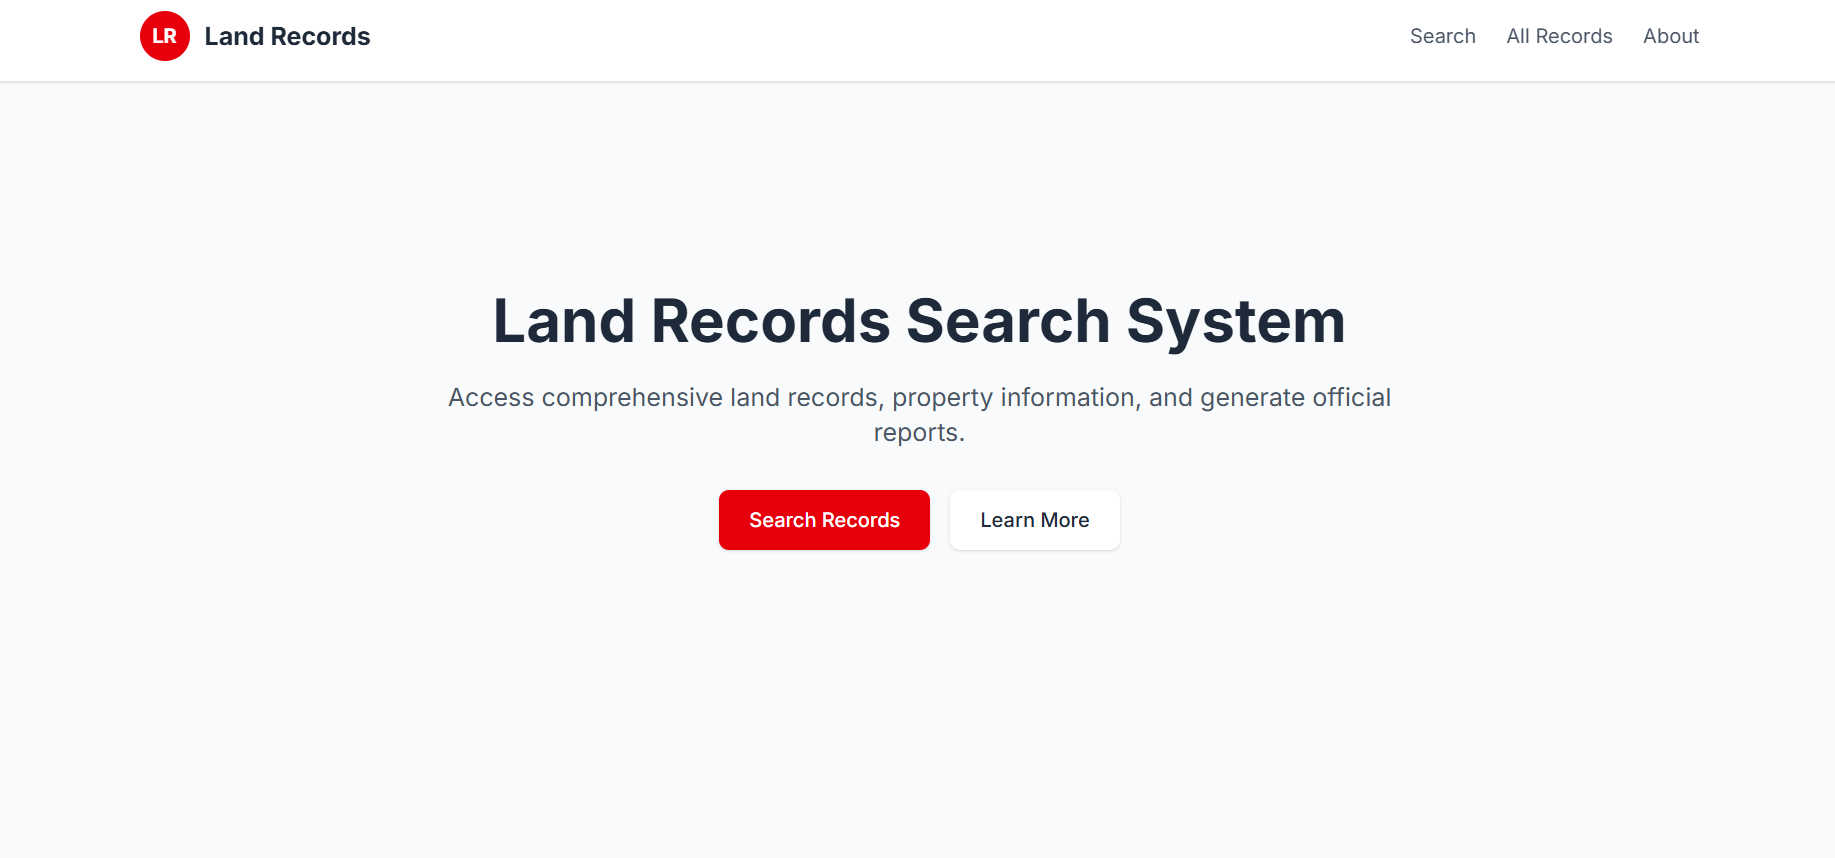 LR Land Records
Search All Records About
Land Records Search System
Access comprehensive land records, property information, and generate official
reports.
Search Records Learn More